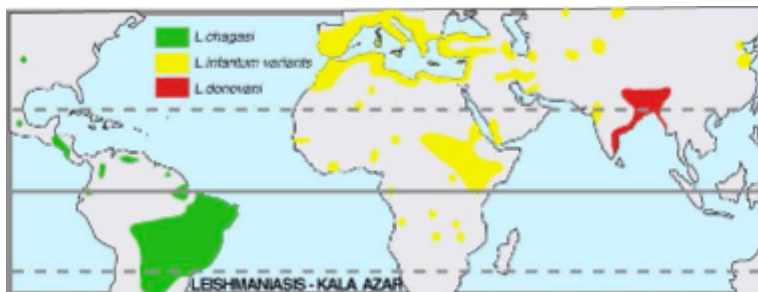 L.chagasi
L.infantum variants
L.donovani
LEISHMANIASIS - KALA AZAR